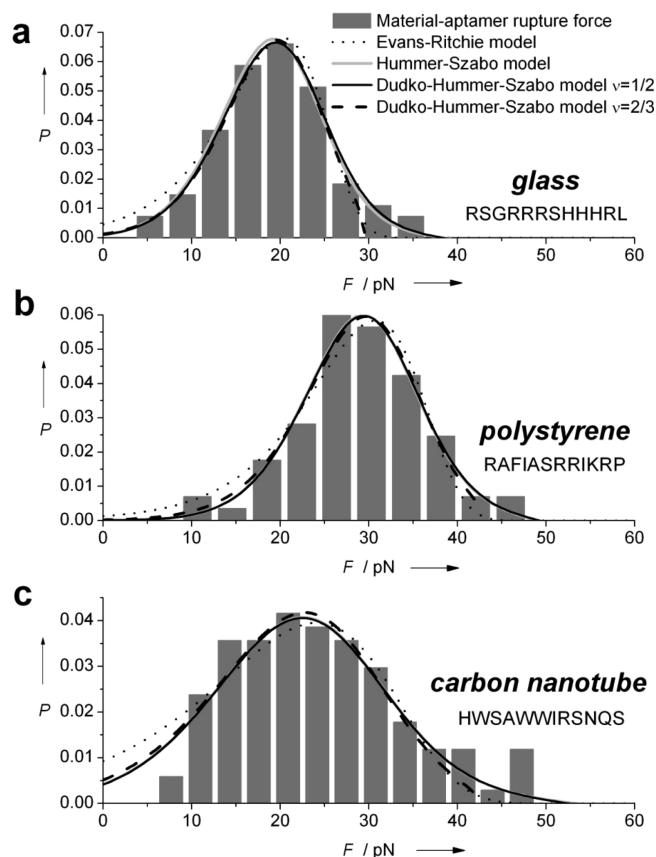 a
0.07
0.06
0.05
0.04
0.03
0.02
0.01
0.00
P
Material-aptamer rupture force
Evans-Ritchie model
Hummer-Szabo model
Dudko-Hummer-Szabo model ν=1/2
Dudko-Hummer-Szabo model ν=2/3
glass
RSGRRRSHHHRL
0 10 20 30 40 50 60
F / pN
b
0.06
0.05
0.04
0.03
0.02
0.01
0.00
P
polystyrene
RAFIASRRIKRP
0 10 20 30 40 50 60
F / pN
c
0.04
0.03
0.02
0.01
0.00
P
carbon nanotube
HWSAWWIRSNQS
0 10 20 30 40 50 60
F / pN